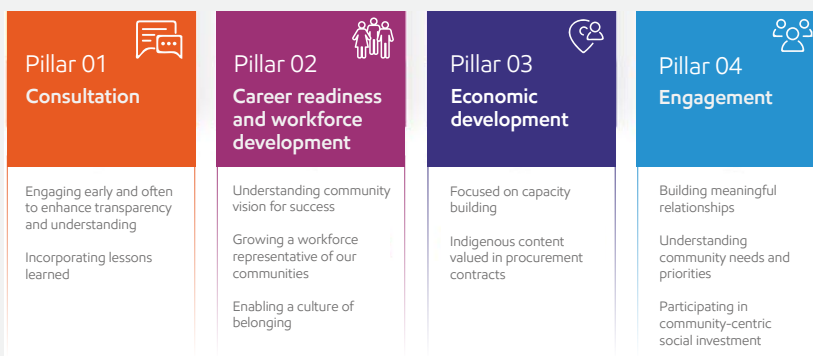 Pillar 01
Consultation
Engaging early and often
to enhance transparency
and understanding
Incorporating lessons
learned
Pillar 02
Career readiness
and workforce
development
Understanding community
vision for success
Growing a workforce
representative of our
communities
Enabling a culture of
belonging
Pillar 03
Economic
development
Focused on capacity
building
Indigenous content
valued in procurement
contracts
Pillar 04
Engagement
Building meaningful
relationships
Understanding
community needs and
priorities
Participating in
community-centric
social investment